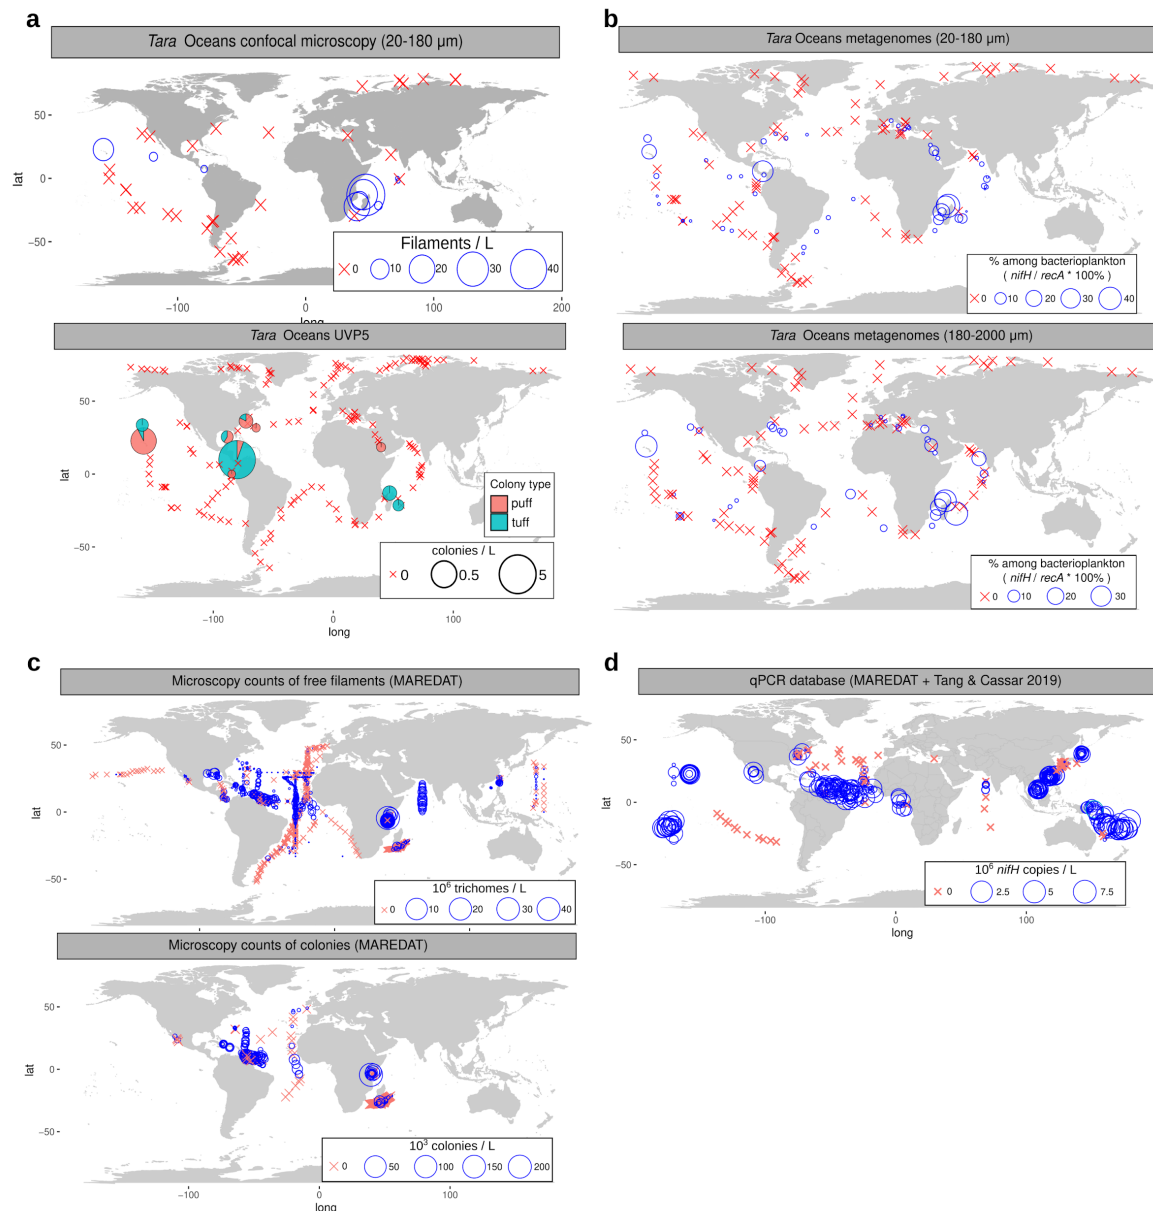 a
Tara Oceans confocal microscopy (20-180 µm)
50
0
−50
lat
Filaments / L
0 10 20 30 40
−100 100 200
long
Tara Oceans UVP5
50
0
−50
lat
Colony type
puff
tuff
colonies / L
0 0.5 5
−100 0 100
long
b
Tara Oceans metagenomes (20-180 µm)
% among bacterioplankton
( nifH / recA * 100% )
0 10 20 30 40
Tara Oceans metagenomes (180-2000 µm)
% among bacterioplankton
( nifH / recA * 100% )
0 10 20 30
c
Microscopy counts of free filaments (MAREDAT)
50
0
−50
lat
10⁶ trichomes / L
0 10 20 30 40
Microscopy counts of colonies (MAREDAT)
50
0
−50
lat
10³ colonies / L
0 50 100 150 200
−100 0 100
long
d
qPCR database (MAREDAT + Tang & Cassar 2019)
50
0
−50
lat
10⁶ nifH copies / L
0 2.5 5 7.5
−100 0 100
long